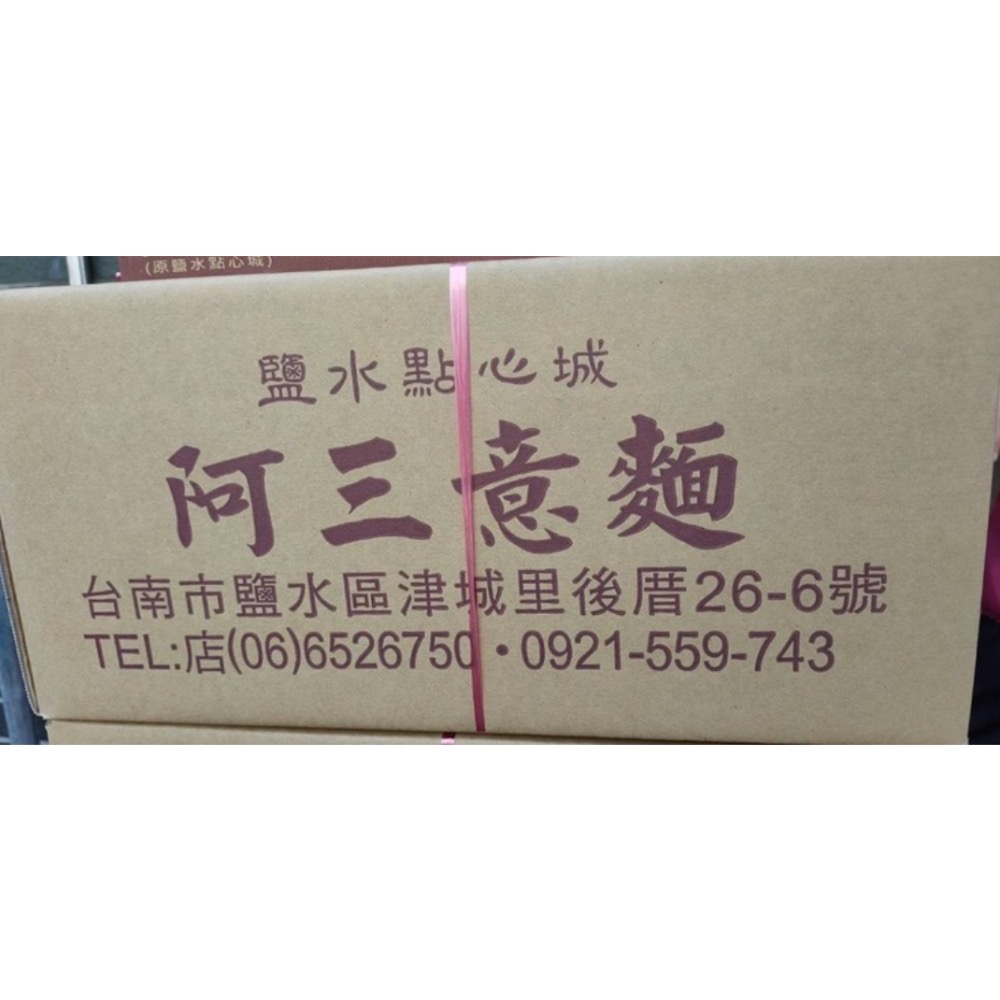 (原鹽水點心城)
鹽水點心城
阿三意麵
台南市鹽水區津城里後厝26-6號
TEL:店(06)6526750・0921-559-743